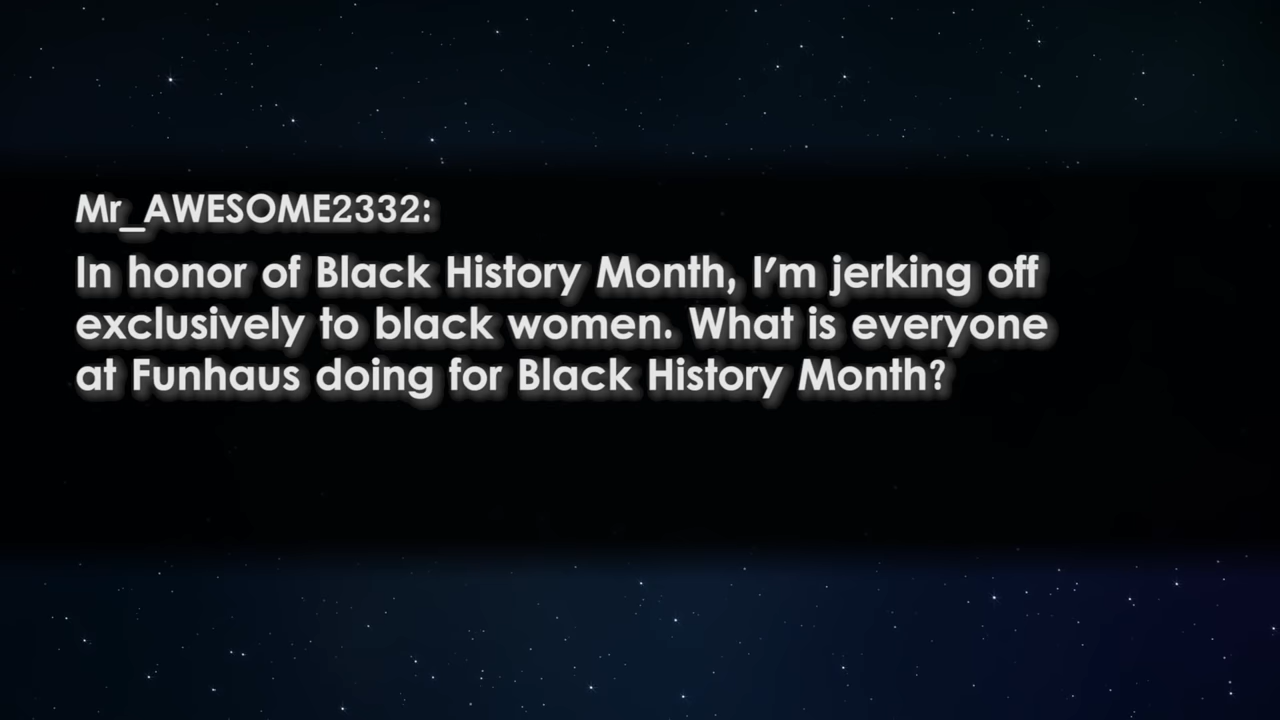 Mr_AWESOME2332:
In honor of Black History Month, I’m jerking off
exclusively to black women. What is everyone
at Funhaus doing for Black History Month?